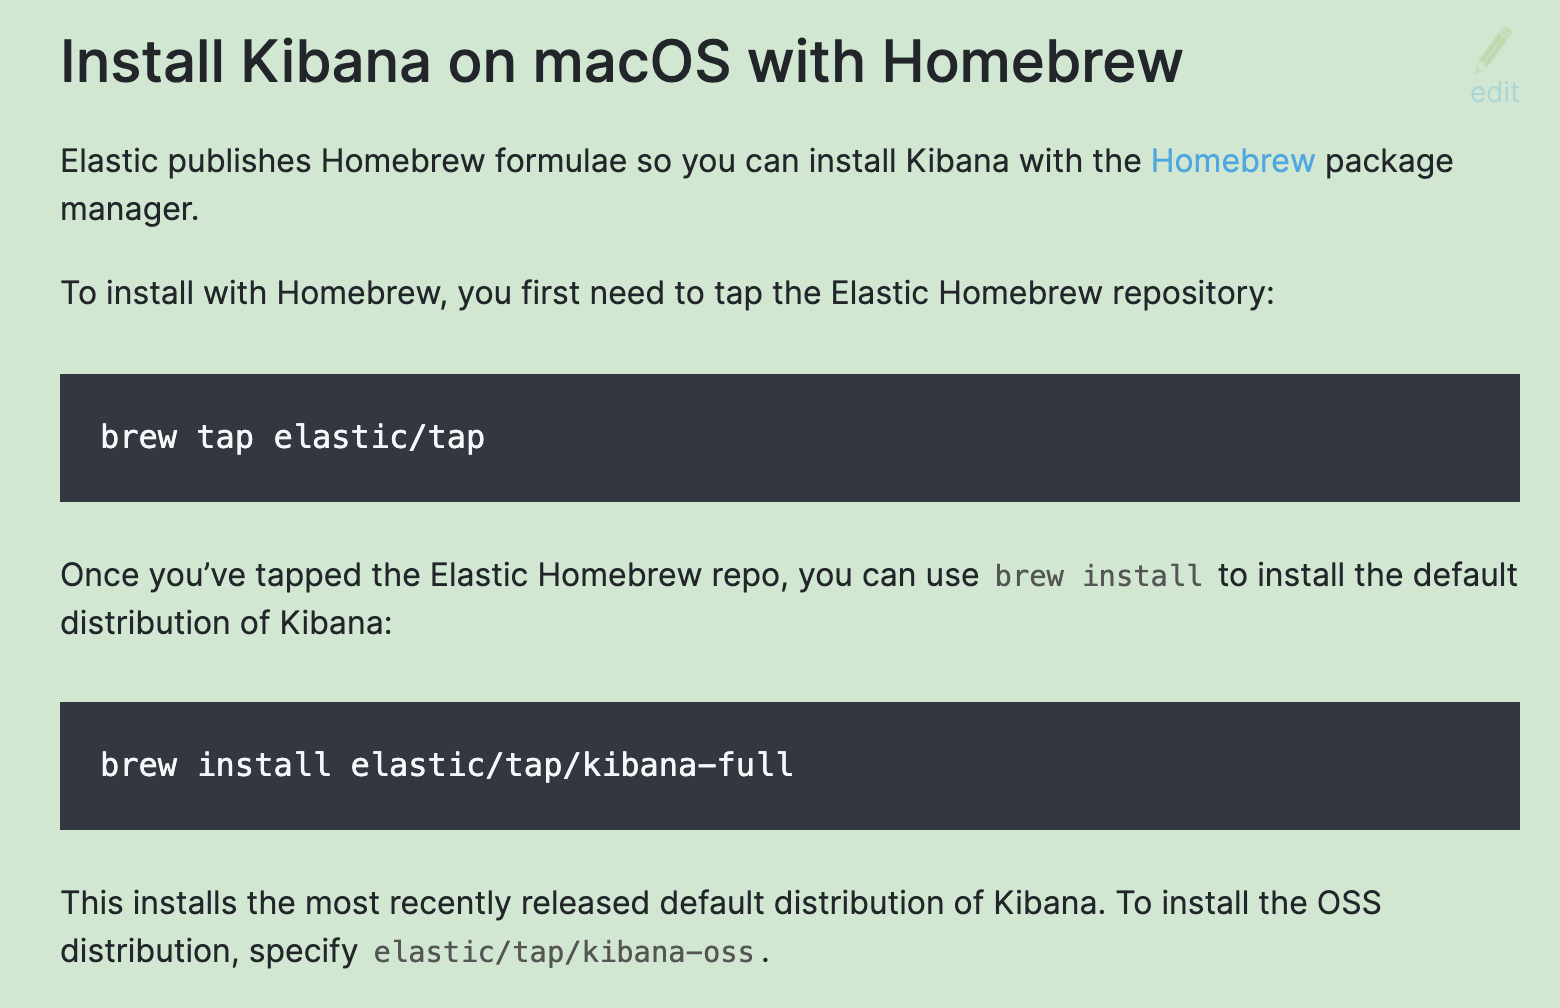 Install Kibana on macOS with Homebrew
edit
Elastic publishes Homebrew formulae so you can install Kibana with the Homebrew package
manager.
To install with Homebrew, you first need to tap the Elastic Homebrew repository:
brew tap elastic/tap
Once you’ve tapped the Elastic Homebrew repo, you can use brew install to install the default
distribution of Kibana:
brew install elastic/tap/kibana-full
This installs the most recently released default distribution of Kibana. To install the OSS
distribution, specify elastic/tap/kibana-oss.